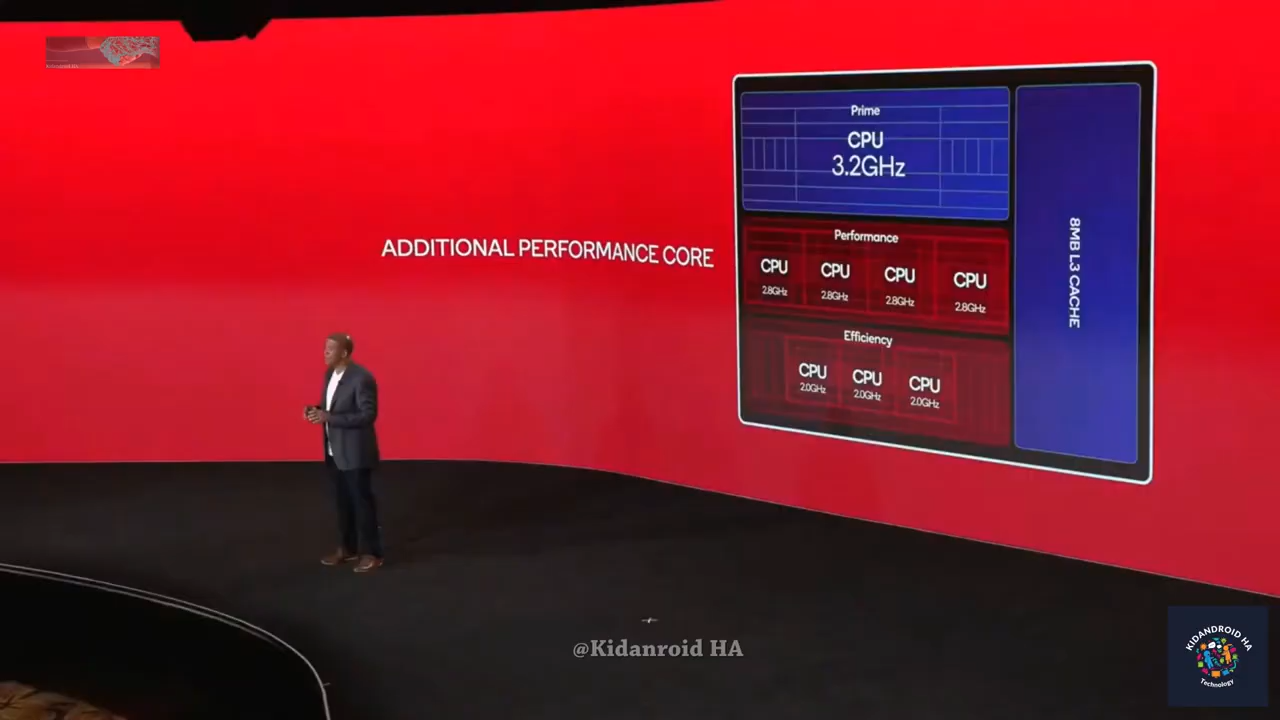 ADDITIONAL PERFORMANCE CORE
Prime
CPU
3.2GHz
Performance
CPU CPU CPU CPU
2.8GHz 2.8GHz 2.8GHz 2.8GHz
Efficiency
CPU CPU CPU
2.0GHz 2.0GHz 2.0GHz
8MB L3 CACHE
@Kidanroid HA
KIDANDROID HA
Technology